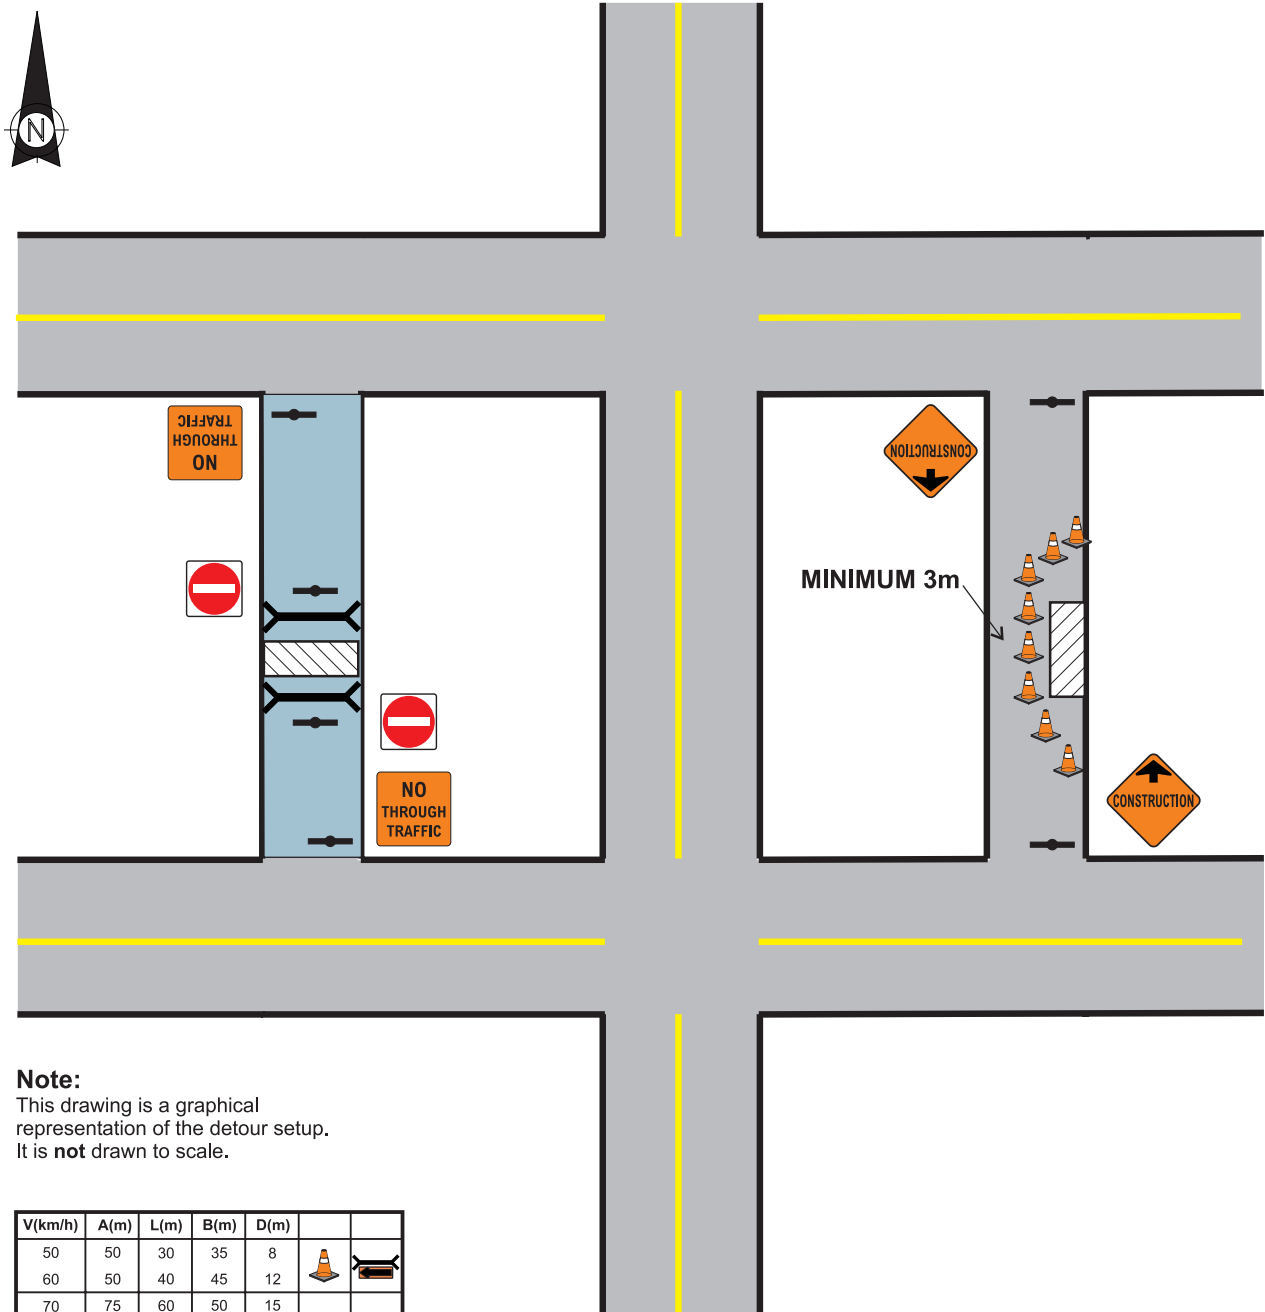 N
NO
THROUGH
TRAFFIC
CONSTRUCTION
MINIMUM 3m
NO
THROUGH
TRAFFIC
CONSTRUCTION
Note:
This drawing is a graphical
representation of the detour setup.
It is not drawn to scale.
V(km/h) A(m) L(m) B(m) D(m)
50 50 30 35 8
60 50 40 45 12
70 75 60 50 15